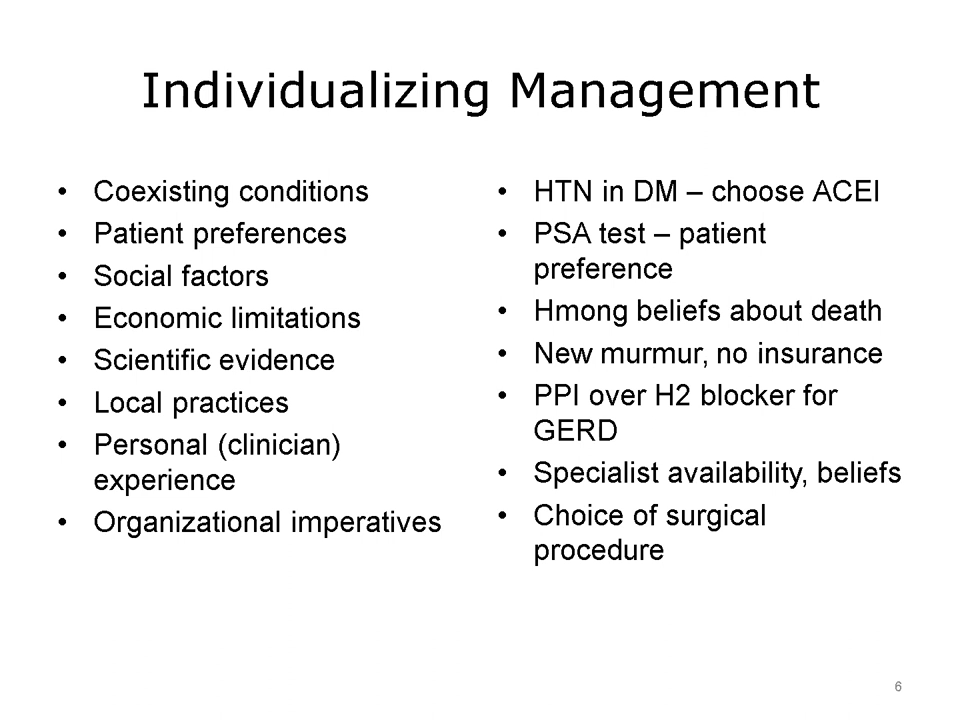 Individualizing Management
• Coexisting conditions
• Patient preferences
• Social factors
• Economic limitations
• Scientific evidence
• Local practices
• Personal (clinician)
experience
• Organizational imperatives
• HTN in DM – choose ACEI
• PSA test – patient
preference
• Hmong beliefs about death
• New murmur, no insurance
• PPI over H2 blocker for
GERD
• Specialist availability, beliefs
• Choice of surgical
procedure
6